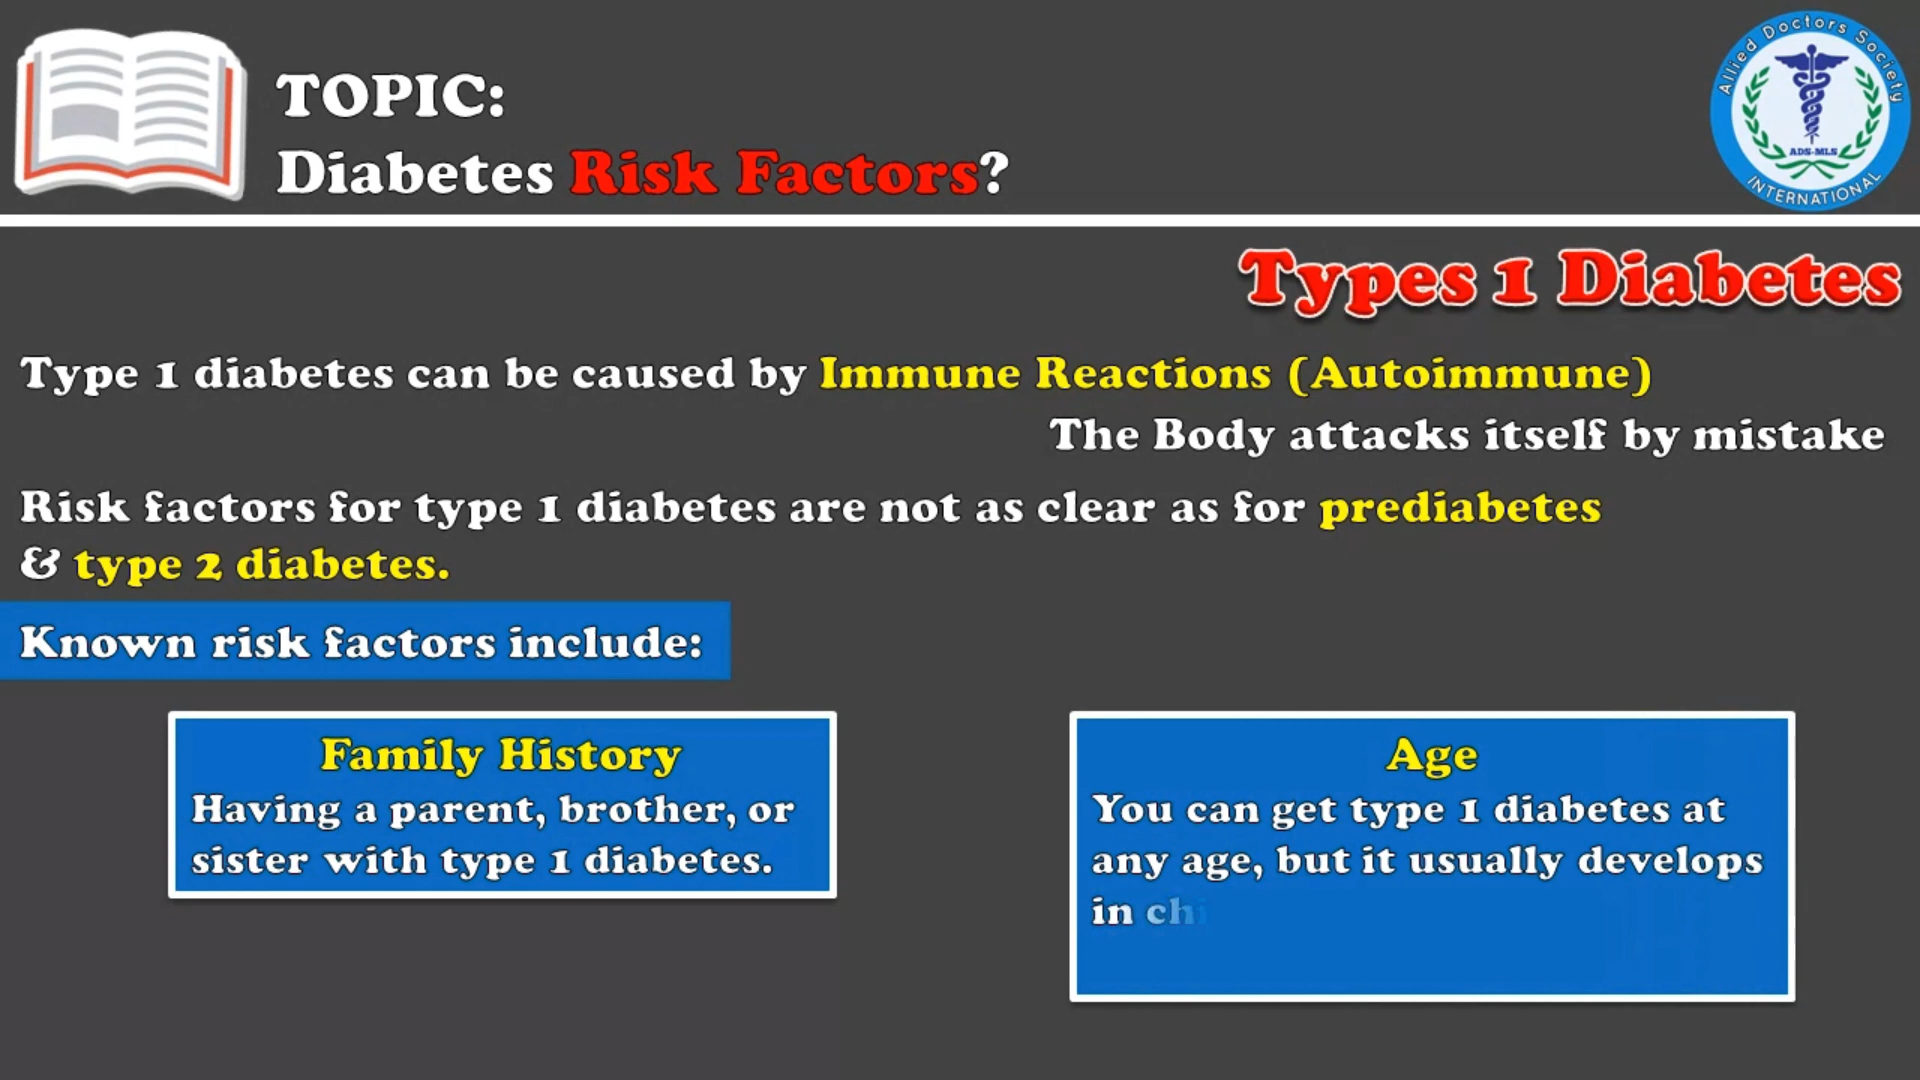 TOPIC:
Diabetes Risk Factors?
Allied Doctors Society
ADS-MLS
INTERNATIONAL
Types 1 Diabetes
Type 1 diabetes can be caused by Immune Reactions (Autoimmune)
The Body attacks itself by mistake
Risk factors for type 1 diabetes are not as clear as for prediabetes
& type 2 diabetes.
Known risk factors include:
Family History
Having a parent, brother, or
sister with type 1 diabetes.
Age
You can get type 1 diabetes at
any age, but it usually develops
in chi